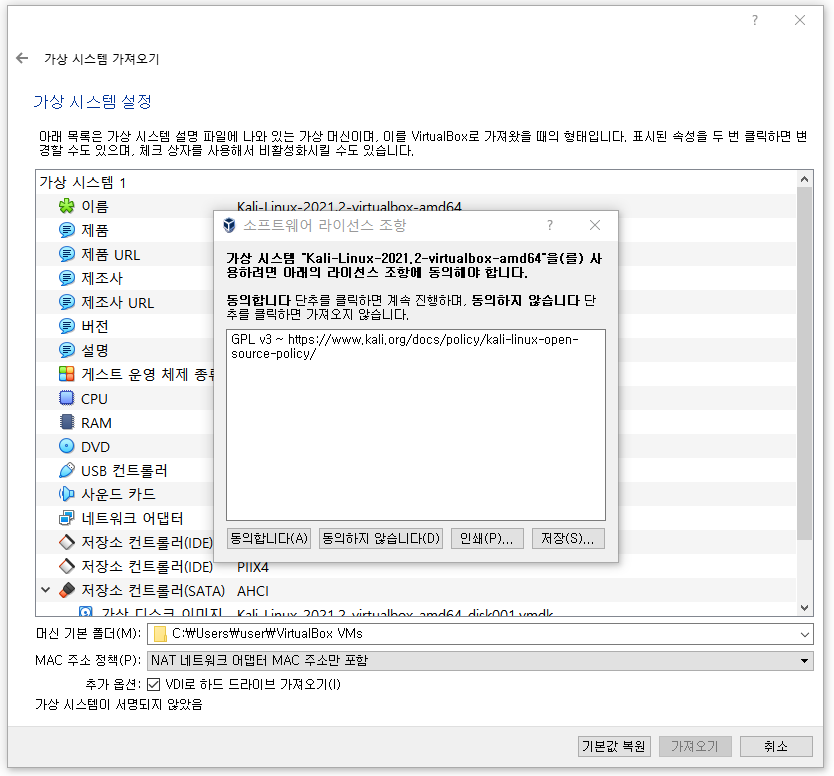 가상 시스템 가져오기
가상 시스템 설정
아래 목록은 가상 시스템 설명 파일에 나와 있는 가상 머신이며, 이를 VirtualBox로 가져왔을 때의 형태입니다. 표시된 속성을 두 번 클릭하면 변
경할 수도 있으며, 체크 상자를 사용해서 비활성화시킬 수도 있습니다.
가상 시스템 1
이름 Kali-Linux-2021.2-virtualbox-amd64
제품
제품 URL
제조사
제조사 URL
버전
설명
게스트 운영 체제 종류
CPU
RAM
DVD
USB 컨트롤러
사운드 카드
네트워크 어댑터
저장소 컨트롤러(IDE)
저장소 컨트롤러(IDE) PIIX4
저장소 컨트롤러(SATA) AHCI
가상 디스크 이미지 Kali-Linux-2021.2-virtualbox-amd64-disk001.vmdk
소프트웨어 라이선스 조항
가상 시스템 "Kali-Linux-2021.2-virtualbox-amd64"을(를) 사
용하려면 아래의 라이선스 조항에 동의해야 합니다.
동의합니다 단추를 클릭하면 계속 진행하며, 동의하지 않습니다 단
추를 클릭하면 가져오지 않습니다.
GPL v3 ~ https://www.kali.org/docs/policy/kali-linux-open-
source-policy/
동의합니다(A) 동의하지 않습니다(D) 인쇄(P)... 저장(S)...
머신 기본 폴더(M): C:₩Users₩user₩VirtualBox VMs
MAC 주소 정책(P): NAT 네트워크 어댑터 MAC 주소만 포함
추가 옵션: VDI로 하드 드라이브 가져오기(I)
가상 시스템이 서명되지 않았음
기본값 복원 가져오기 취소